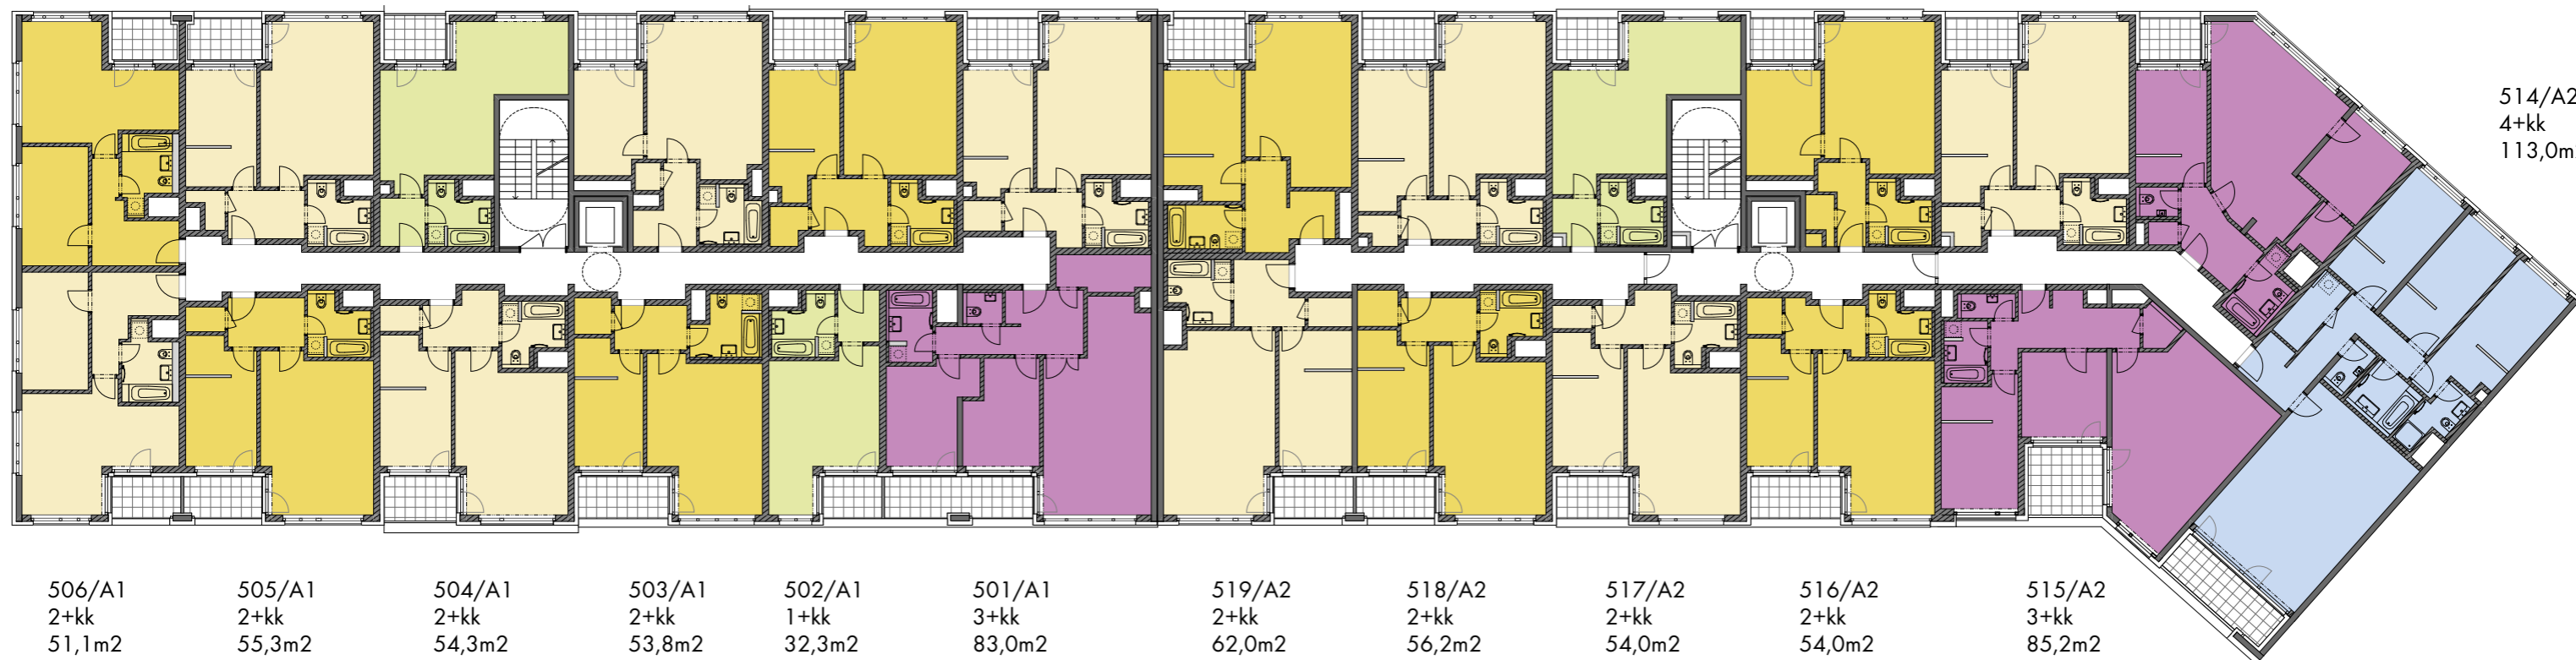 514/A2
4+kk
113,0m
506/A1
2+kk
51,1m2
505/A1
2+kk
55,3m2
504/A1
2+kk
54,3m2
503/A1
2+kk
53,8m2
502/A1
1+kk
32,3m2
501/A1
3+kk
83,0m2
519/A2
2+kk
62,0m2
518/A2
2+kk
56,2m2
517/A2
2+kk
54,0m2
516/A2
2+kk
54,0m2
515/A2
3+kk
85,2m2